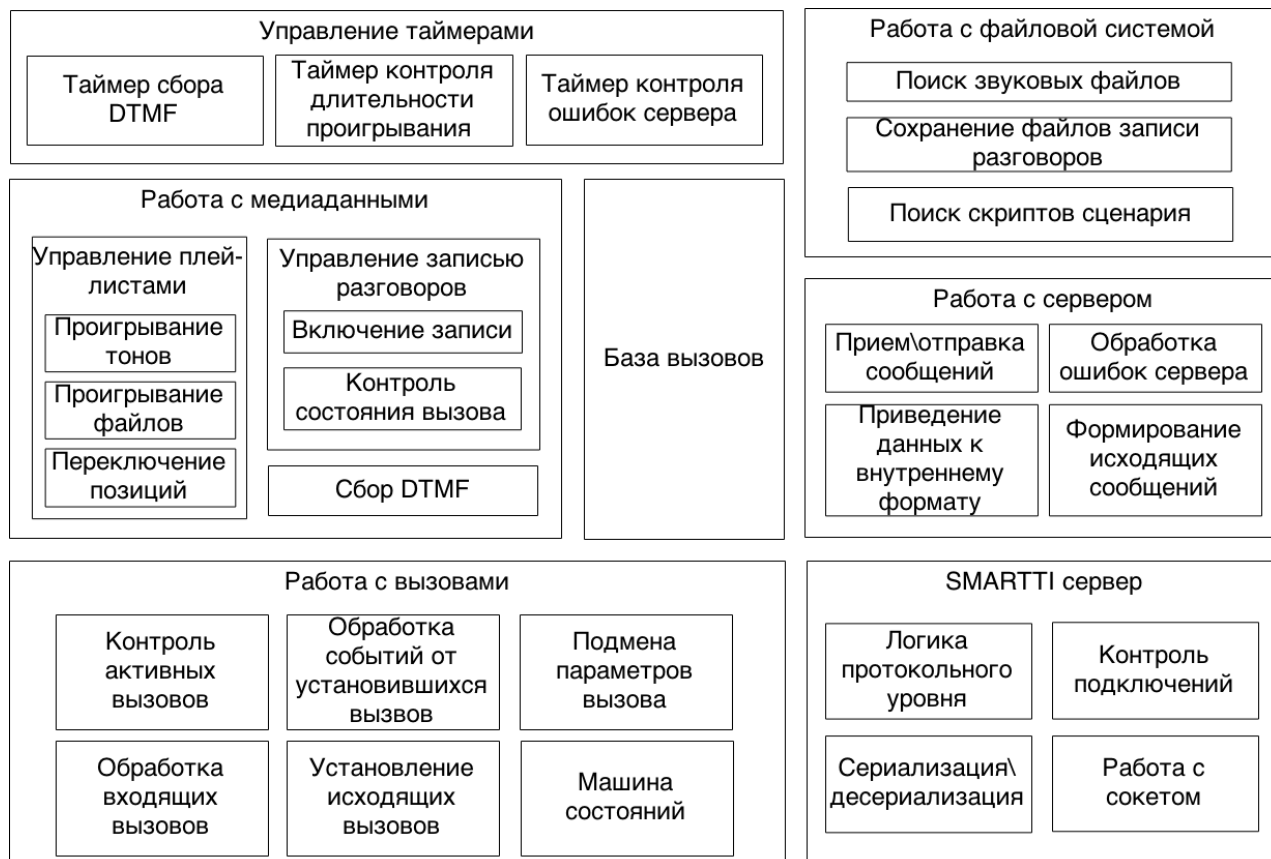 Управление таймерами
Таймер сбора
DTMF
Таймер контроля
длительности
проигрывания
Таймер контроля
ошибок сервера
Работа с файловой системой
Поиск звуковых файлов
Сохранение файлов записи
разговоров
Поиск скриптов сценария
Работа с медиаданными
Управление плей-
листами
Проигрывание
тонов
Проигрывание
файлов
Переключение
позиций
Управление записью
разговоров
Включение записи
Контроль
состояния вызова
Сбор DTMF
База вызовов
Работа с сервером
Прием\отправка
сообщений
Обработка
ошибок сервера
Приведение
данных к
внутреннему
формату
Формирование
исходящих
сообщений
Работа с вызовами
Контроль
активных
вызовов
Обработка
событий от
установившихся
вызвов
Подмена
параметров
вызова
Обработка
входящих
вызовов
Установление
исходящих
вызовов
Машина
состояний
SMARTTI сервер
Логика
протокольного
уровня
Контроль
подключений
Сериализация\
десериализация
Работа с
сокетом